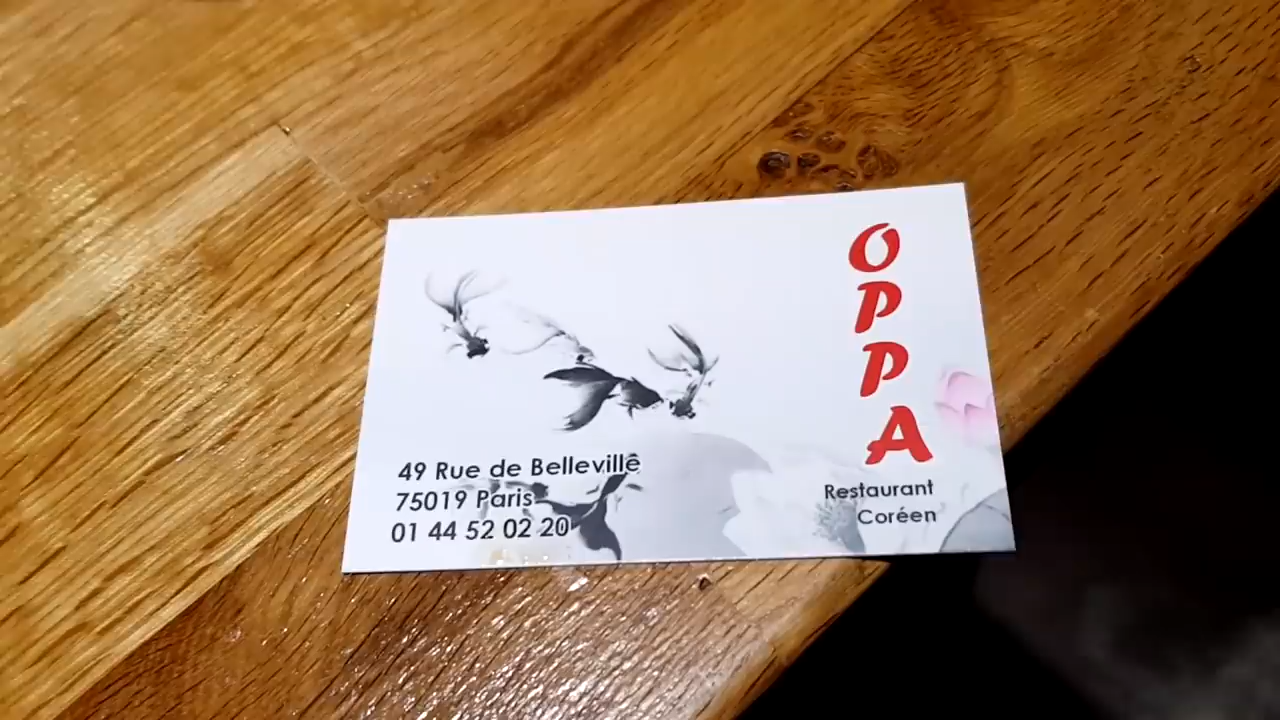 OPPA
Restaurant
Coréen
49 Rue de Belleville
75019 Paris
01 44 52 02 20